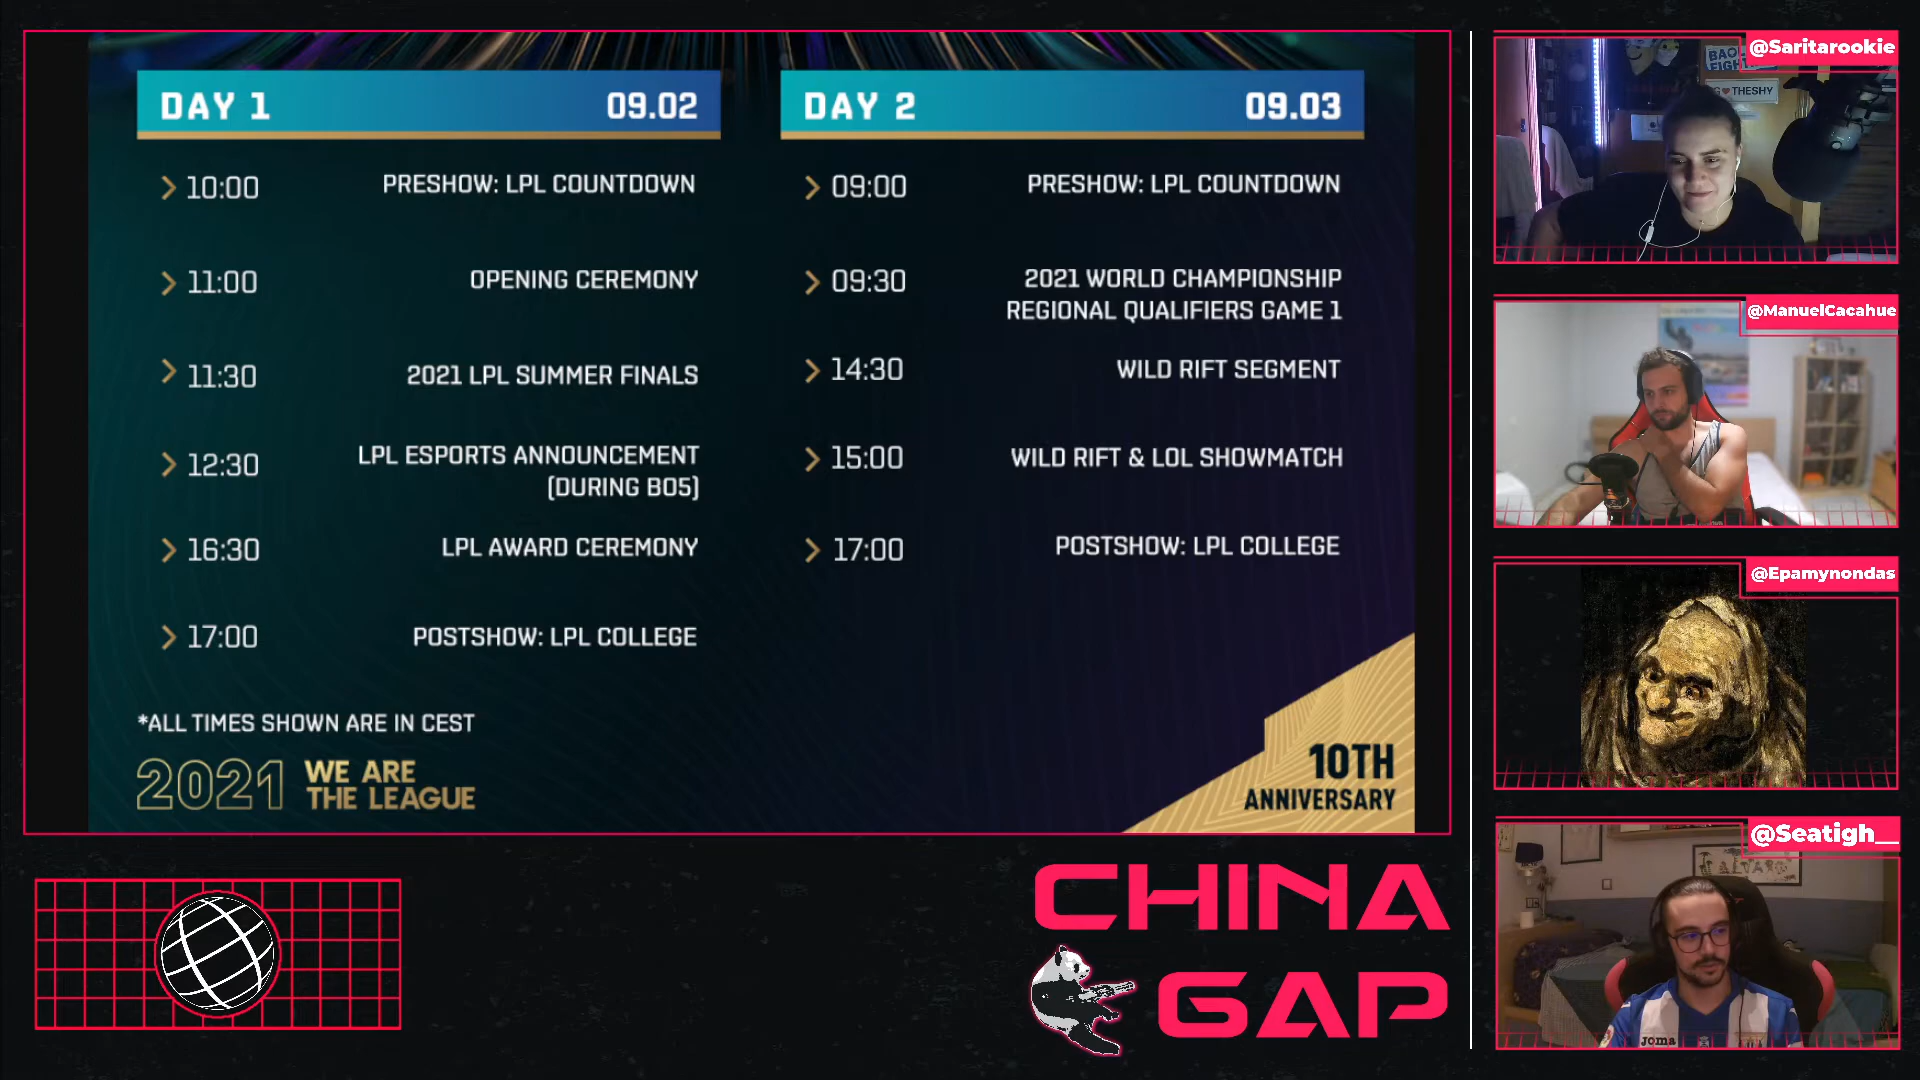 DAY 1 09.02
10:00 PRESHOW: LPL COUNTDOWN
11:00 OPENING CEREMONY
11:30 2021 LPL SUMMER FINALS
12:30 LPL ESPORTS ANNOUNCEMENT
(DURING BO5)
16:30 LPL AWARD CEREMONY
17:00 POSTSHOW: LPL COLLEGE
DAY 2 09.03
09:00 PRESHOW: LPL COUNTDOWN
09:30 2021 WORLD CHAMPIONSHIP
REGIONAL QUALIFIERS GAME 1
14:30 WILD RIFT SEGMENT
15:00 WILD RIFT & LOL SHOWMATCH
17:00 POSTSHOW: LPL COLLEGE
*ALL TIMES SHOWN ARE IN CEST
2021 WE ARE
THE LEAGUE
10TH
ANNIVERSARY
CHINA
GAP
@Saritarookie
THESHY
@ManuelCacahue
@Epamynondas
@Seatigh__
Joma